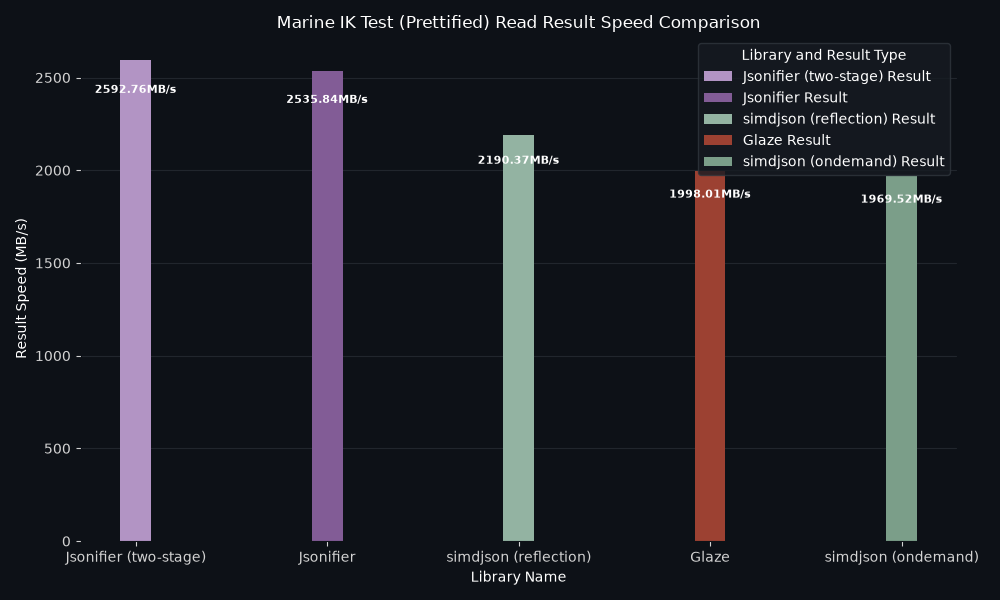 Marine IK Test (Prettified) Read Result Speed Comparison
Library and Result Type
Jsonifier (two-stage) Result
Jsonifier Result
simdjson (reflection) Result
Glaze Result
simdjson (ondemand) Result
2592.76MB/s
2535.84MB/s
2190.37MB/s
1998.01MB/s
1969.52MB/s
Result Speed (MB/s)
2500
2000
1500
1000
500
0
Jsonifier (two-stage)
Jsonifier
simdjson (reflection)
Glaze
simdjson (ondemand)
Library Name